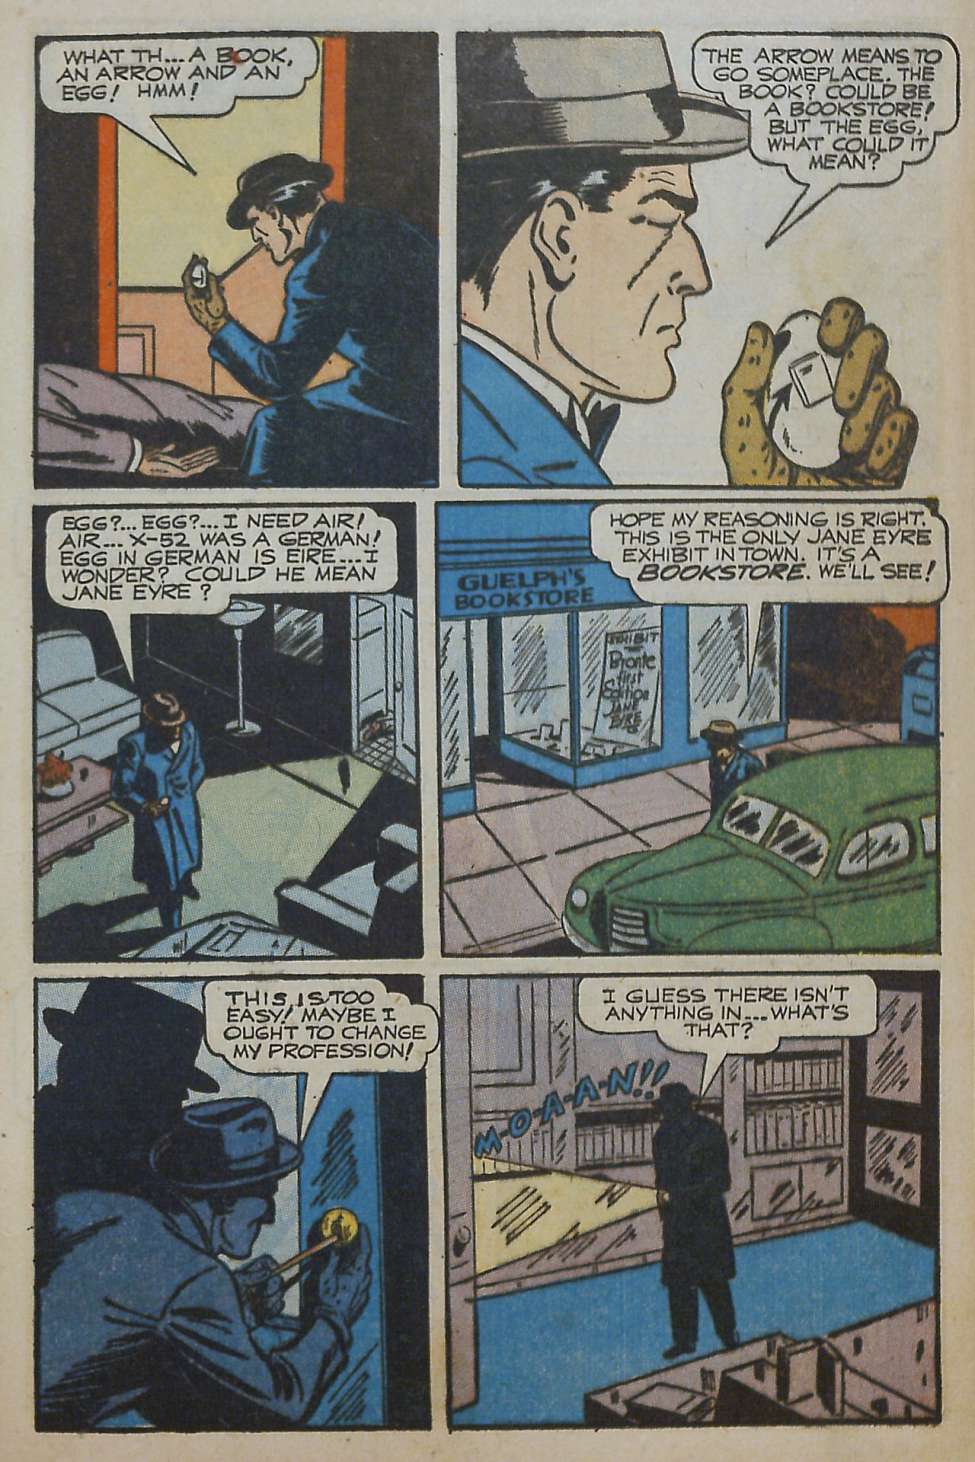 WHAT TH... A BOOK,
AN ARROW AND AN
EGG! HMM!
THE ARROW MEANS TO
GO SOMEPLACE. THE
BOOK? COULD BE
A BOOKSTORE!
BUT THE EGG,
WHAT COULD IT
MEAN?
EGG?... EGG?... I NEED AIR!
AIR... X-52 WAS A GERMAN!
EGG IN GERMAN IS EIRE... I
WONDER? COULD HE MEAN
JANE EYRE?
HOPE MY REASONING IS RIGHT.
THIS IS THE ONLY JANE EYRE
EXHIBIT IN TOWN. IT'S A
BOOKSTORE. WE'LL SEE!
GUELPH'S
BOOKSTORE
EXHIBIT
Bronte
first
Edition
JANE
EYRE
THIS IS TOO
EASY! MAYBE I
OUGHT TO CHANGE
MY PROFESSION!
I GUESS THERE ISN'T
ANYTHING IN... WHAT'S
THAT?
M-O-A-A-N!!